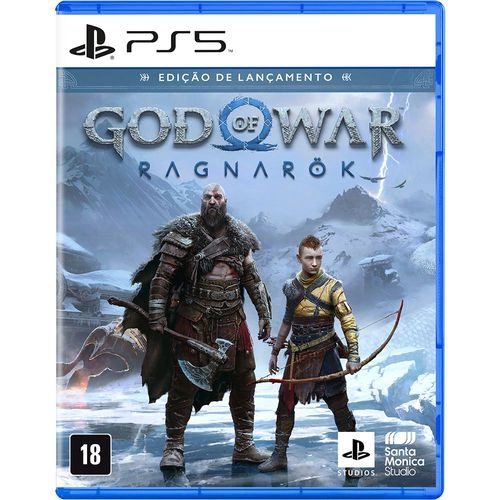 PS5
EDIÇÃO DE LANÇAMENTO
GOD OF WAR
RAGNARÖK
18
STUDIOS
Santa
Monica
Studio